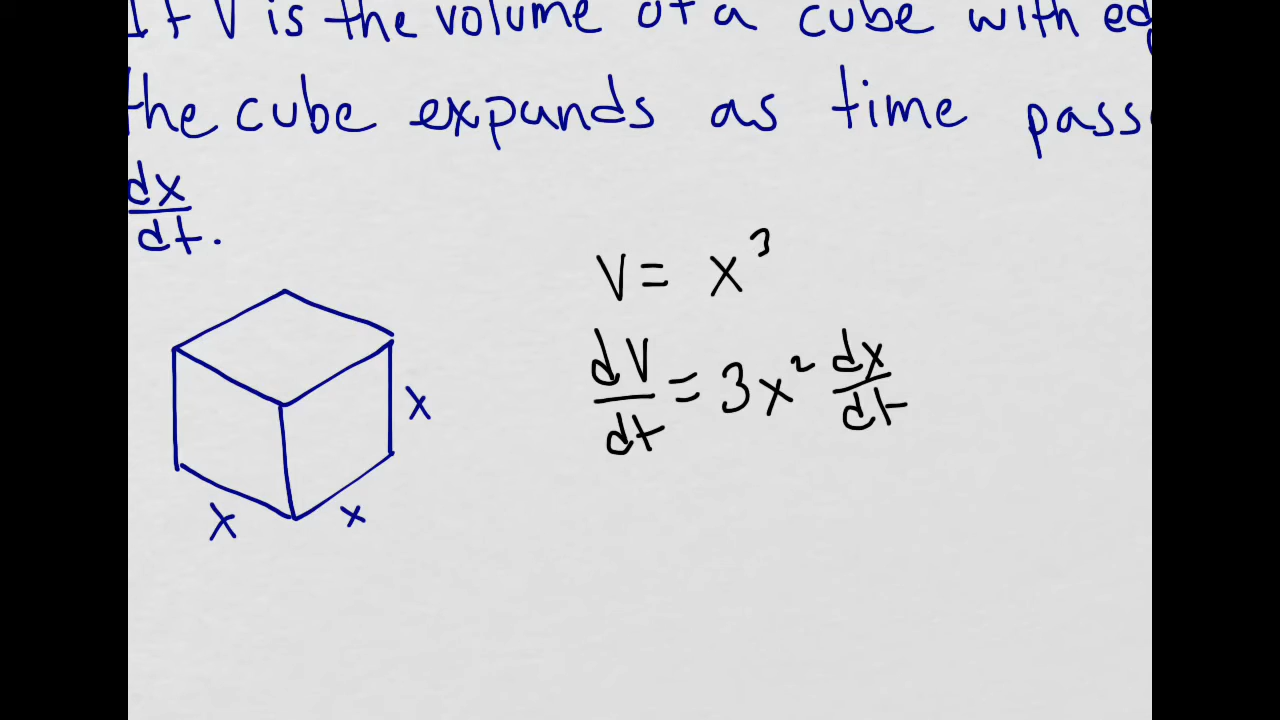 If V is the volume of a cube with
the cube expands as time
dx/dt.
V = x³
dV/dt = 3x² dx/dt
x
x x